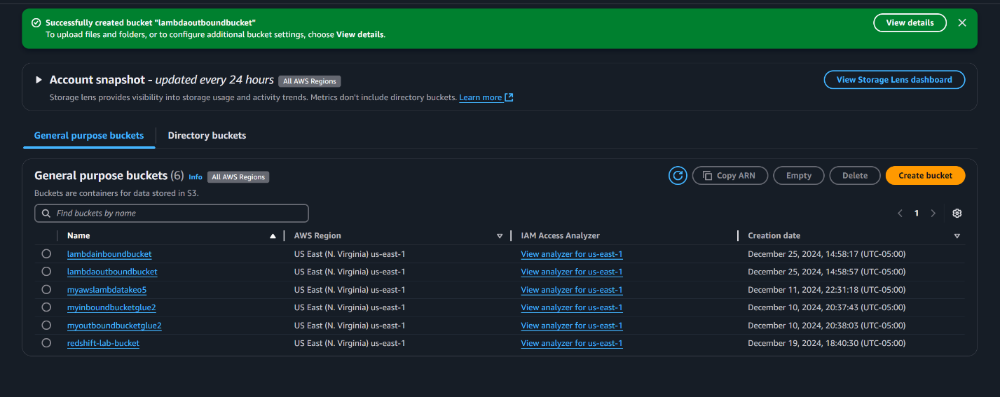 Successfully created bucket "lambdaoutboundbucket"
View details
To upload files and folders, or to configure additional bucket settings, choose View details.
Account snapshot - updated every 24 hours All AWS Regions
View Storage Lens dashboard
Storage lens provides visibility into storage usage and activity trends. Metrics don't include directory buckets. Learn more
General purpose buckets Directory buckets
General purpose buckets (6) Info All AWS Regions
Copy ARN Empty Delete Create bucket
Buckets are containers for data stored in S3.
Find buckets by name
1
Name AWS Region IAM Access Analyzer Creation date
lambdainboundbucket US East (N. Virginia) us-east-1 View analyzer for us-east-1 December 25, 2024, 14:58:17 (UTC-05:00)
lambdaoutboundbucket US East (N. Virginia) us-east-1 View analyzer for us-east-1 December 25, 2024, 14:58:57 (UTC-05:00)
myawslambdatakeo5 US East (N. Virginia) us-east-1 View analyzer for us-east-1 December 11, 2024, 22:31:18 (UTC-05:00)
myinboundbucketglue2 US East (N. Virginia) us-east-1 View analyzer for us-east-1 December 10, 2024, 20:37:43 (UTC-05:00)
myoutboundbucketglue2 US East (N. Virginia) us-east-1 View analyzer for us-east-1 December 10, 2024, 20:38:03 (UTC-05:00)
redshift-lab-bucket US East (N. Virginia) us-east-1 View analyzer for us-east-1 December 19, 2024, 18:40:30 (UTC-05:00)